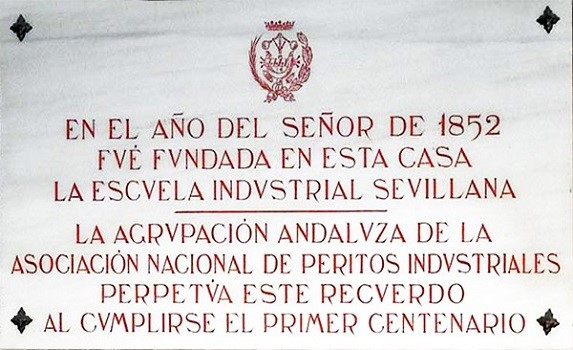 EN EL AÑO DEL SEÑOR DE 1852
FVÉ FVNDADA EN ESTA CASA
LA ESCVELA INDVSTRIAL SEVILLANA
LA AGRVPACIÓN ANDALVZA DE LA
ASOCIACIÓN NACIONAL DE PERITOS INDVSTRIALES
PERPETÚA ESTE RECVERDO
AL CVMPLIRSE EL PRIMER CENTENARIO